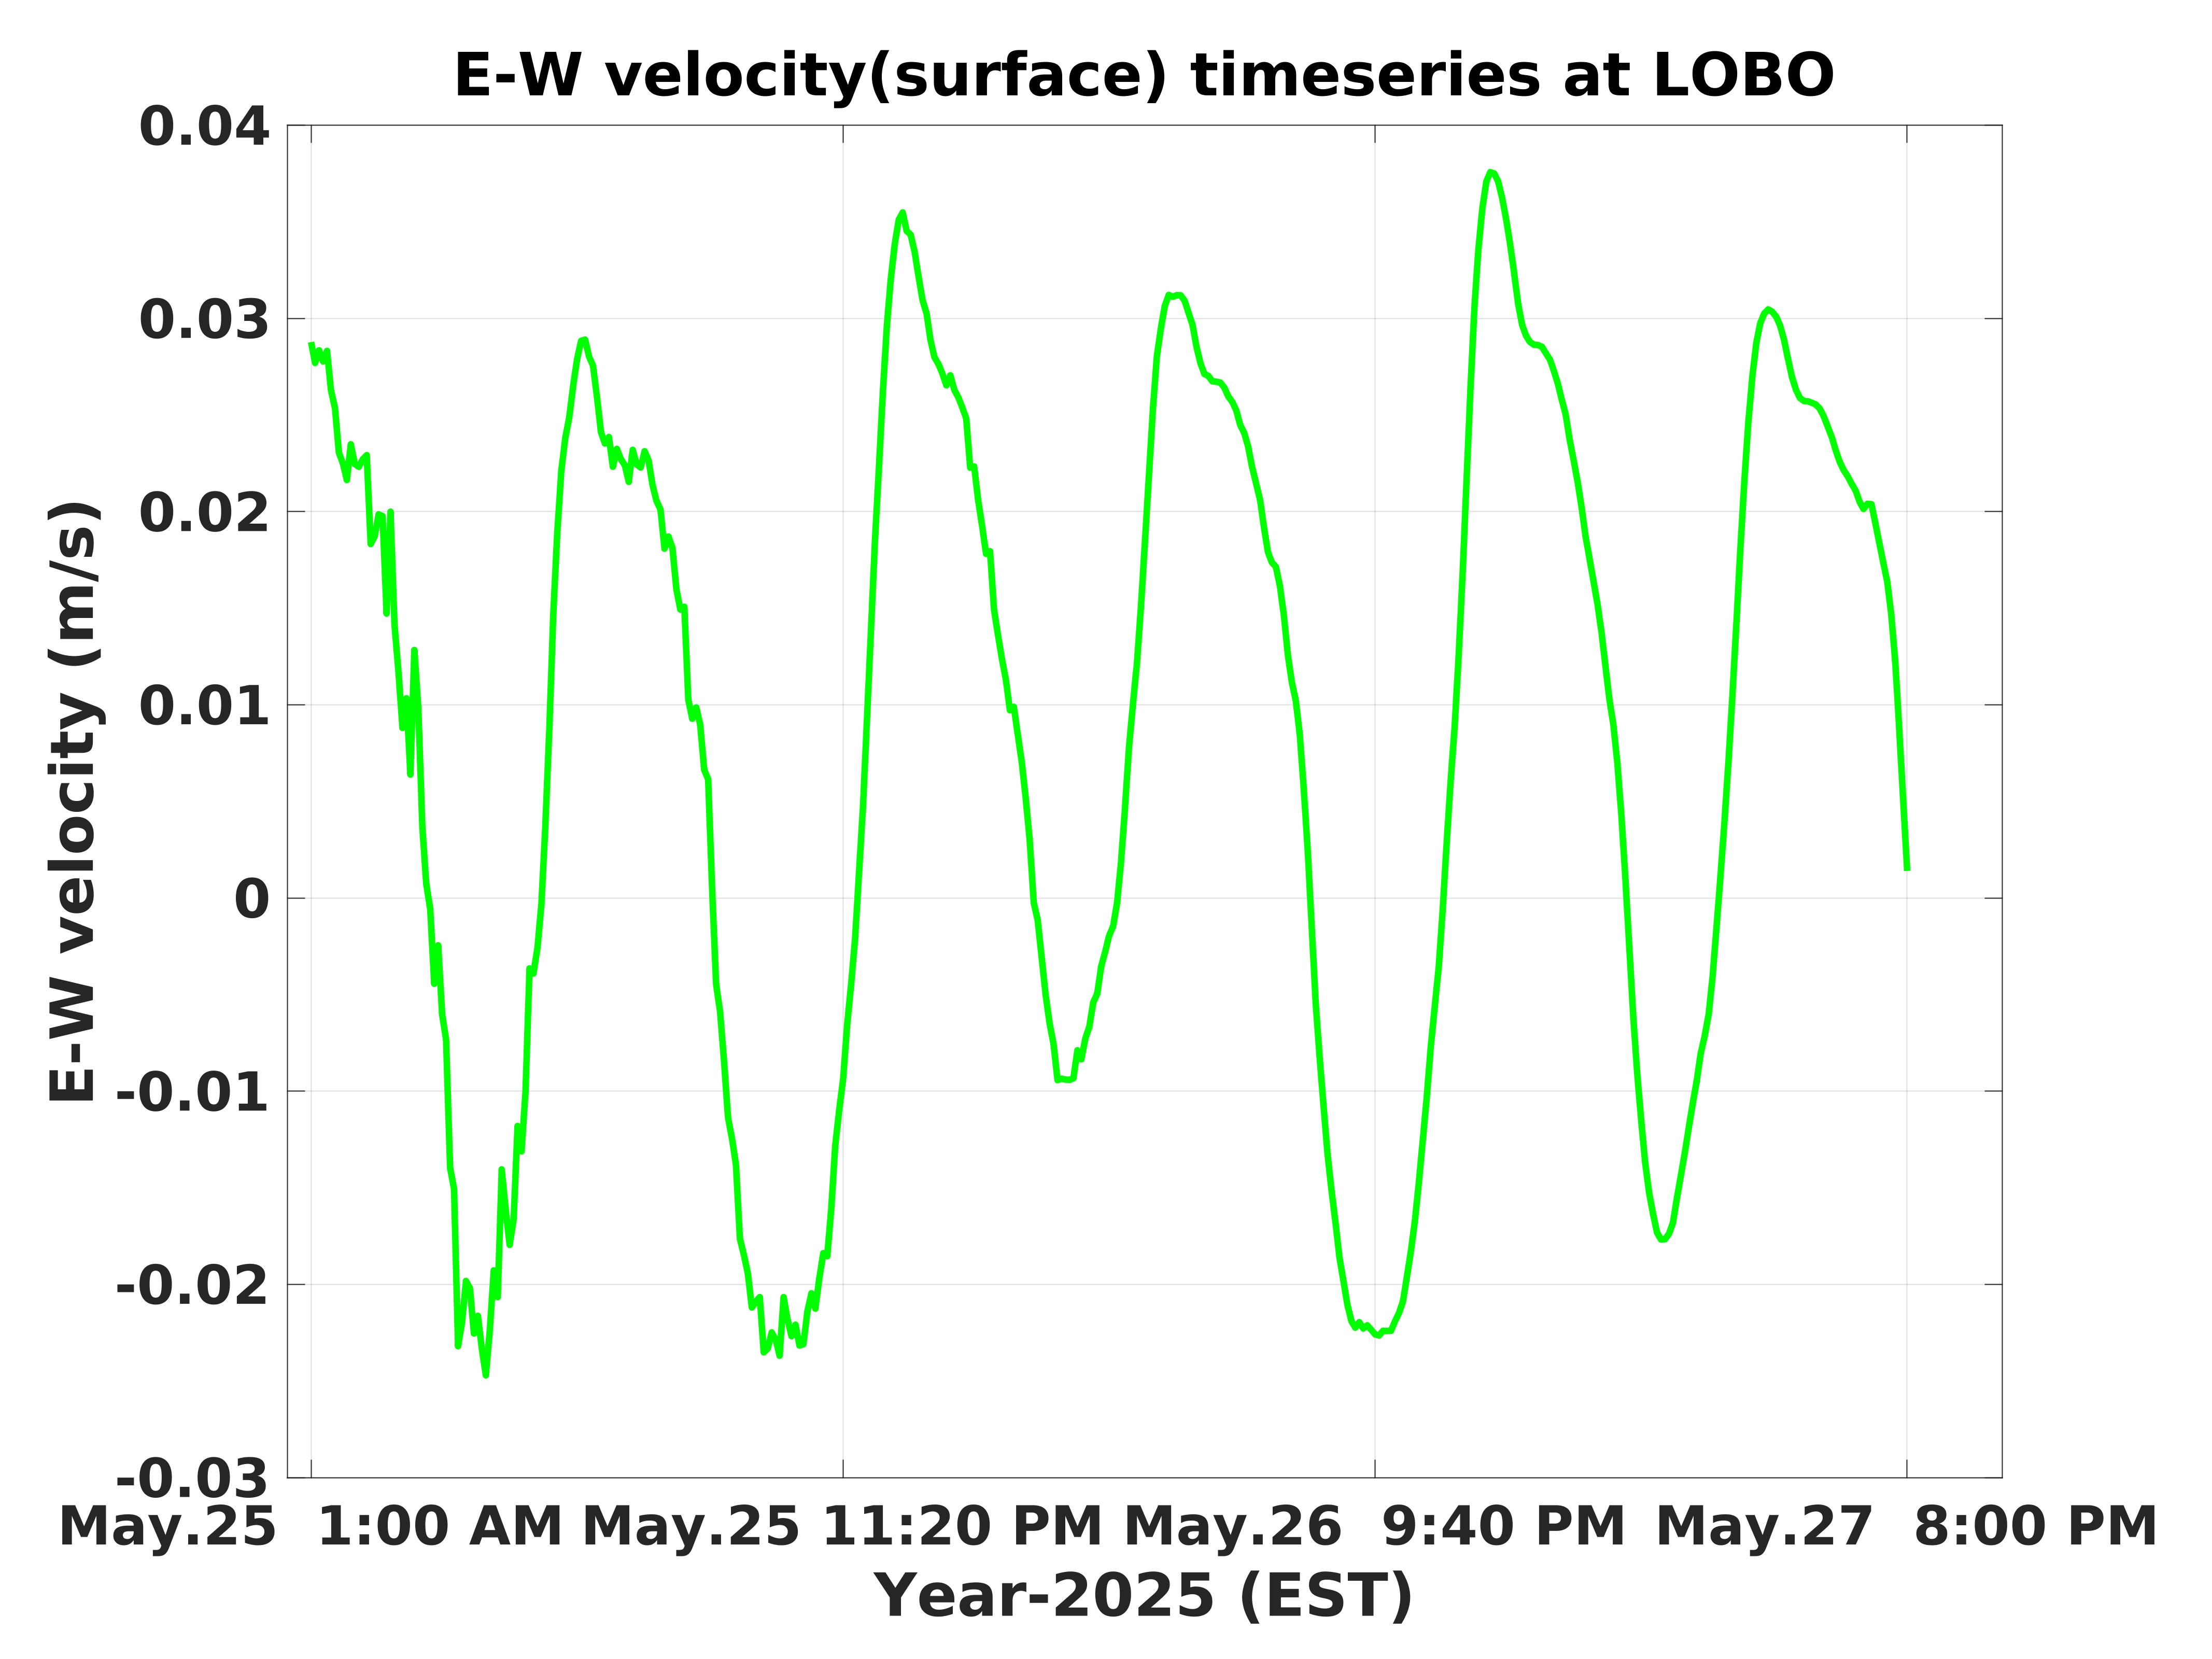 E-W velocity(surface) timeseries at LOBO
E-W velocity (m/s)
0.04
0.03
0.02
0.01
0
-0.01
-0.02
-0.03
May.25 1:00 AM May.25 11:20 PM May.26 9:40 PM May.27 8:00 PM
Year-2025 (EST)